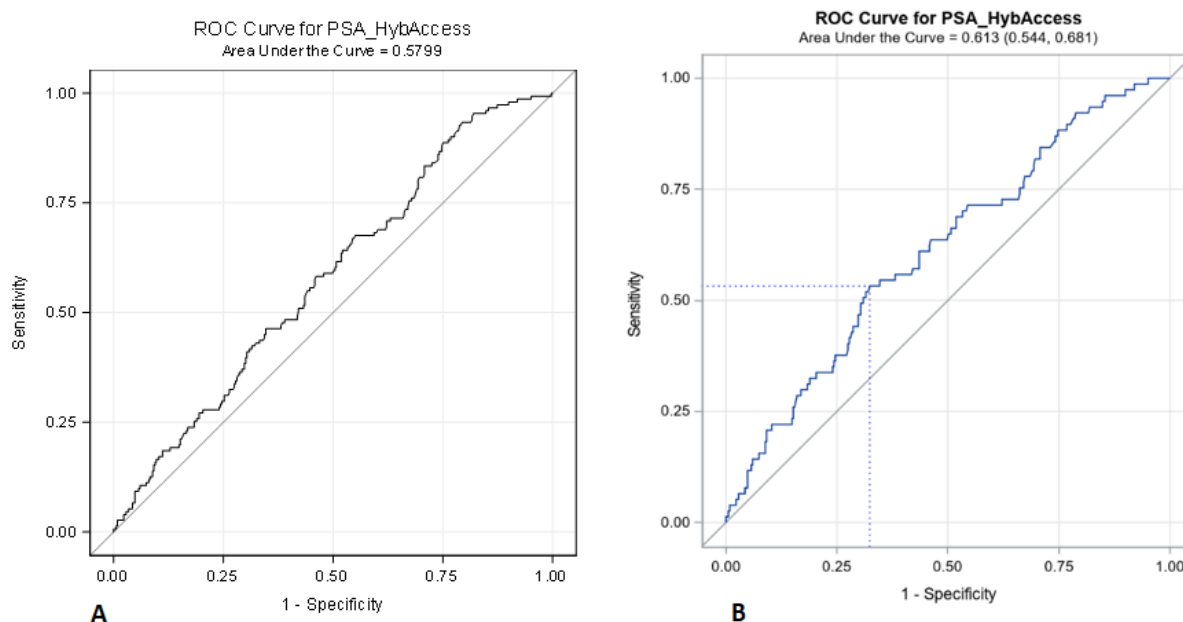 ROC Curve for PSA_HybAccess
Area Under the Curve = 0.5799
1.00
0.75
0.50
0.25
0.00
Sensitivity
0.00 0.25 0.50 0.75 1.00
1 - Specificity
A
ROC Curve for PSA_HybAccess
Area Under the Curve = 0.613 (0.544, 0.681)
1.00
0.75
0.50
0.25
0.00
Sensitivity
0.00 0.25 0.50 0.75 1.00
1 - Specificity
B